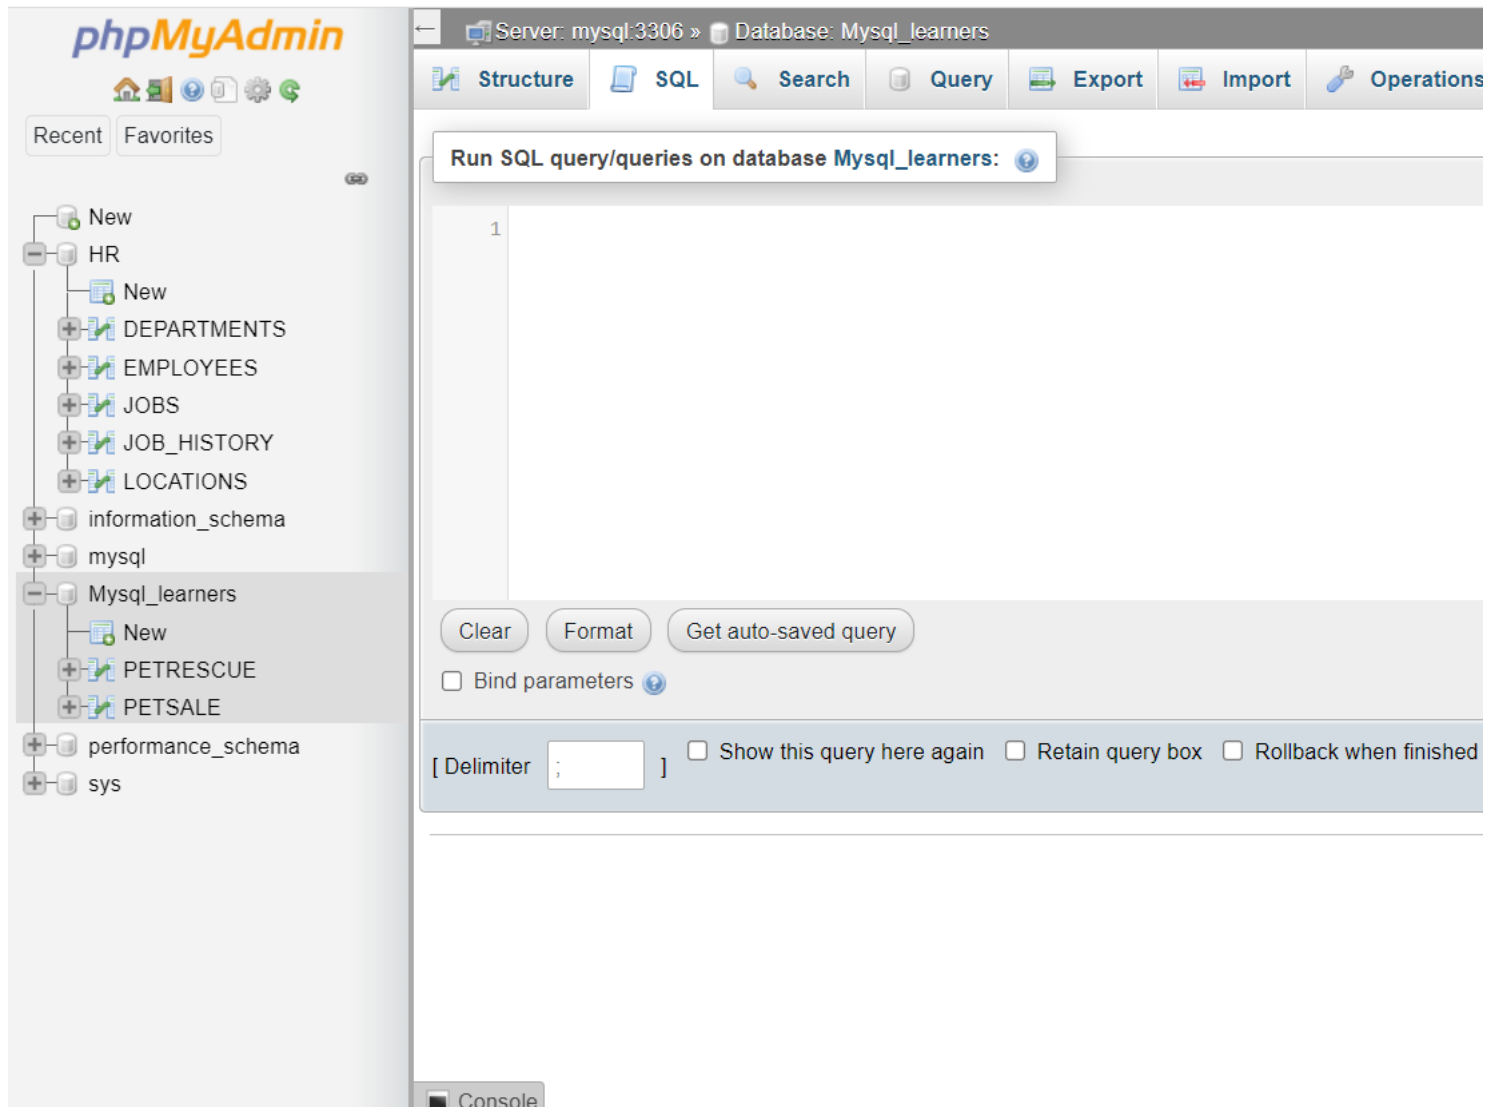 phpMyAdmin
Recent Favorites
New
HR
New
DEPARTMENTS
EMPLOYEES
JOBS
JOB_HISTORY
LOCATIONS
information_schema
mysql
Mysql_learners
New
PETRESCUE
PETSALE
performance_schema
sys
Server: mysql:3306 » Database: Mysql_learners
Structure SQL Search Query Export Import Operations
Run SQL query/queries on database Mysql_learners:
1
Clear Format Get auto-saved query
Bind parameters
[ Delimiter ; ] Show this query here again Retain query box Rollback when finished
Console